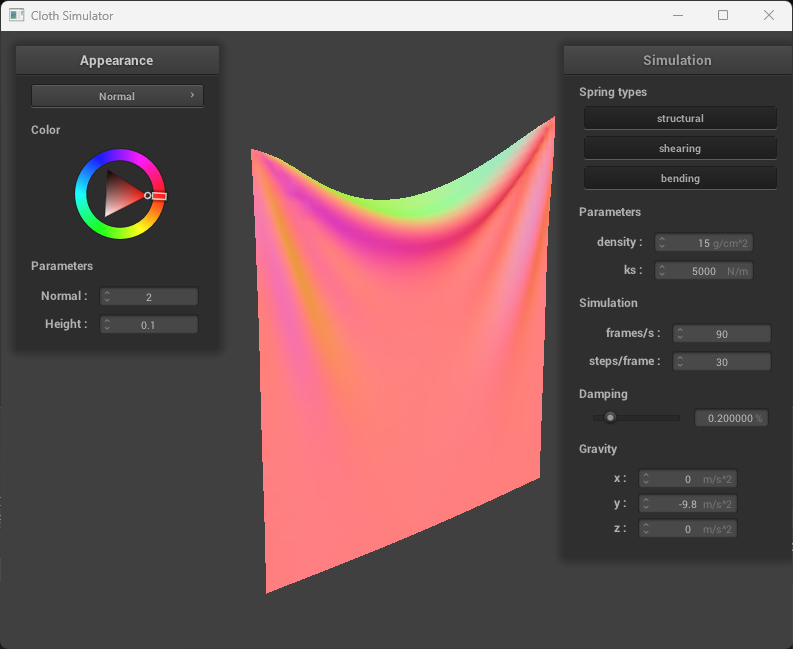 Cloth Simulator
Appearance
Normal
Color
Parameters
Normal : 2
Height : 0.1
Simulation
Spring types
structural
shearing
bending
Parameters
density : 15 g/cm^2
ks : 5000 N/m
Simulation
frames/s : 90
steps/frame : 30
Damping
0.200000 %
Gravity
x : 0 m/s^2
y : -9.8 m/s^2
z : 0 m/s^2